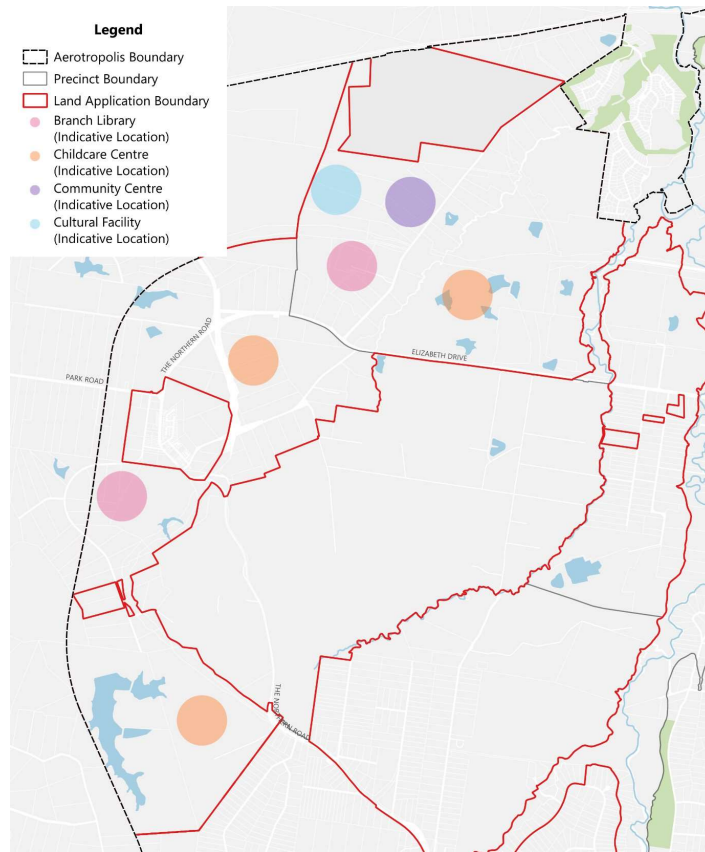 Legend
Aerotropolis Boundary
Precinct Boundary
Land Application Boundary
Branch Library
(Indicative Location)
Childcare Centre
(Indicative Location)
Community Centre
(Indicative Location)
Cultural Facility
(Indicative Location)
THE NORTHERN ROAD
ELIZABETH DRIVE
PARK ROAD
THE NORTHERN ROAD